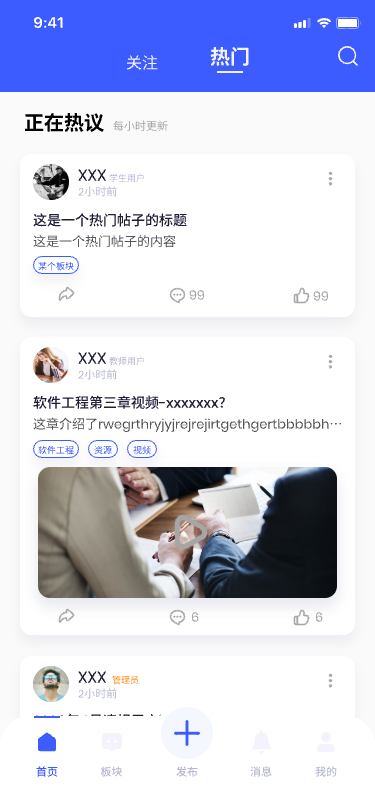 9:41
关注 热门
正在热议 每小时更新
XXX 学生用户
2小时前
这是一个热门帖子的标题
这是一个热门帖子的内容
某个板块
99 99
XXX 教师用户
2小时前
软件工程第三章视频-xxxxxxx?
这章介绍了rwegrthryjyjrejrejirtgethgertbbbbbh…
软件工程 资源 视频
6 6
XXX 管理员
2小时前
首页 板块 发布 消息 我的